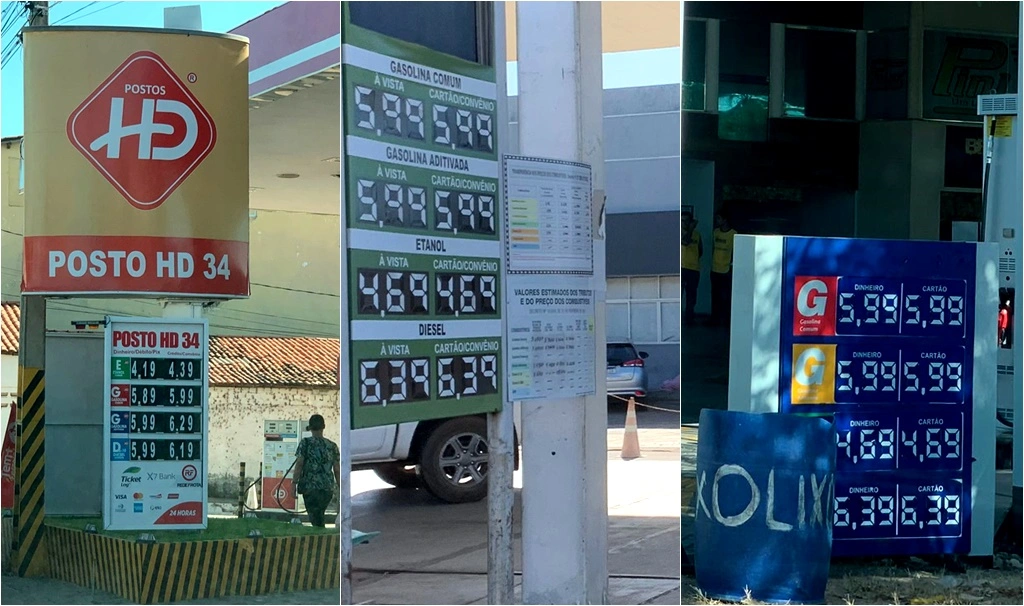 POSTOS
HD
®
POSTO HD 34
POSTO HD 34
Dinheiro/Débito/Pix
E 4,19 4.39
G 5,89 5.99
G 5,99 6,29
D 5,99 6,19
Ticket
Log
X7 Bank
VISA
24 HORAS
HD
GASOLINA COMUM
À VISTA CARTÃO/CONVÊNIO
5,99 5,99
GASOLINA ADITIVADA
À VISTA CARTÃO/CONVÊNIO
5,99 5,99
ETANOL
À VISTA CARTÃO/CONVÊNIO
4,69 4,69
DIESEL
À VISTA CARTÃO/CONVÊNIO
6,39 6,39
VALORES ESTIMADOS DOS TRIBUTOS
E DO PREÇO DOS COMBUSTÍVEIS
G
Gasolina
Comum
DINHEIRO CARTÃO
5,99 5,99
G
DINHEIRO CARTÃO
5,99 5,99
DINHEIRO CARTÃO
4,69 4,69
DINHEIRO CARTÃO
6,39 6,39
XOLIX